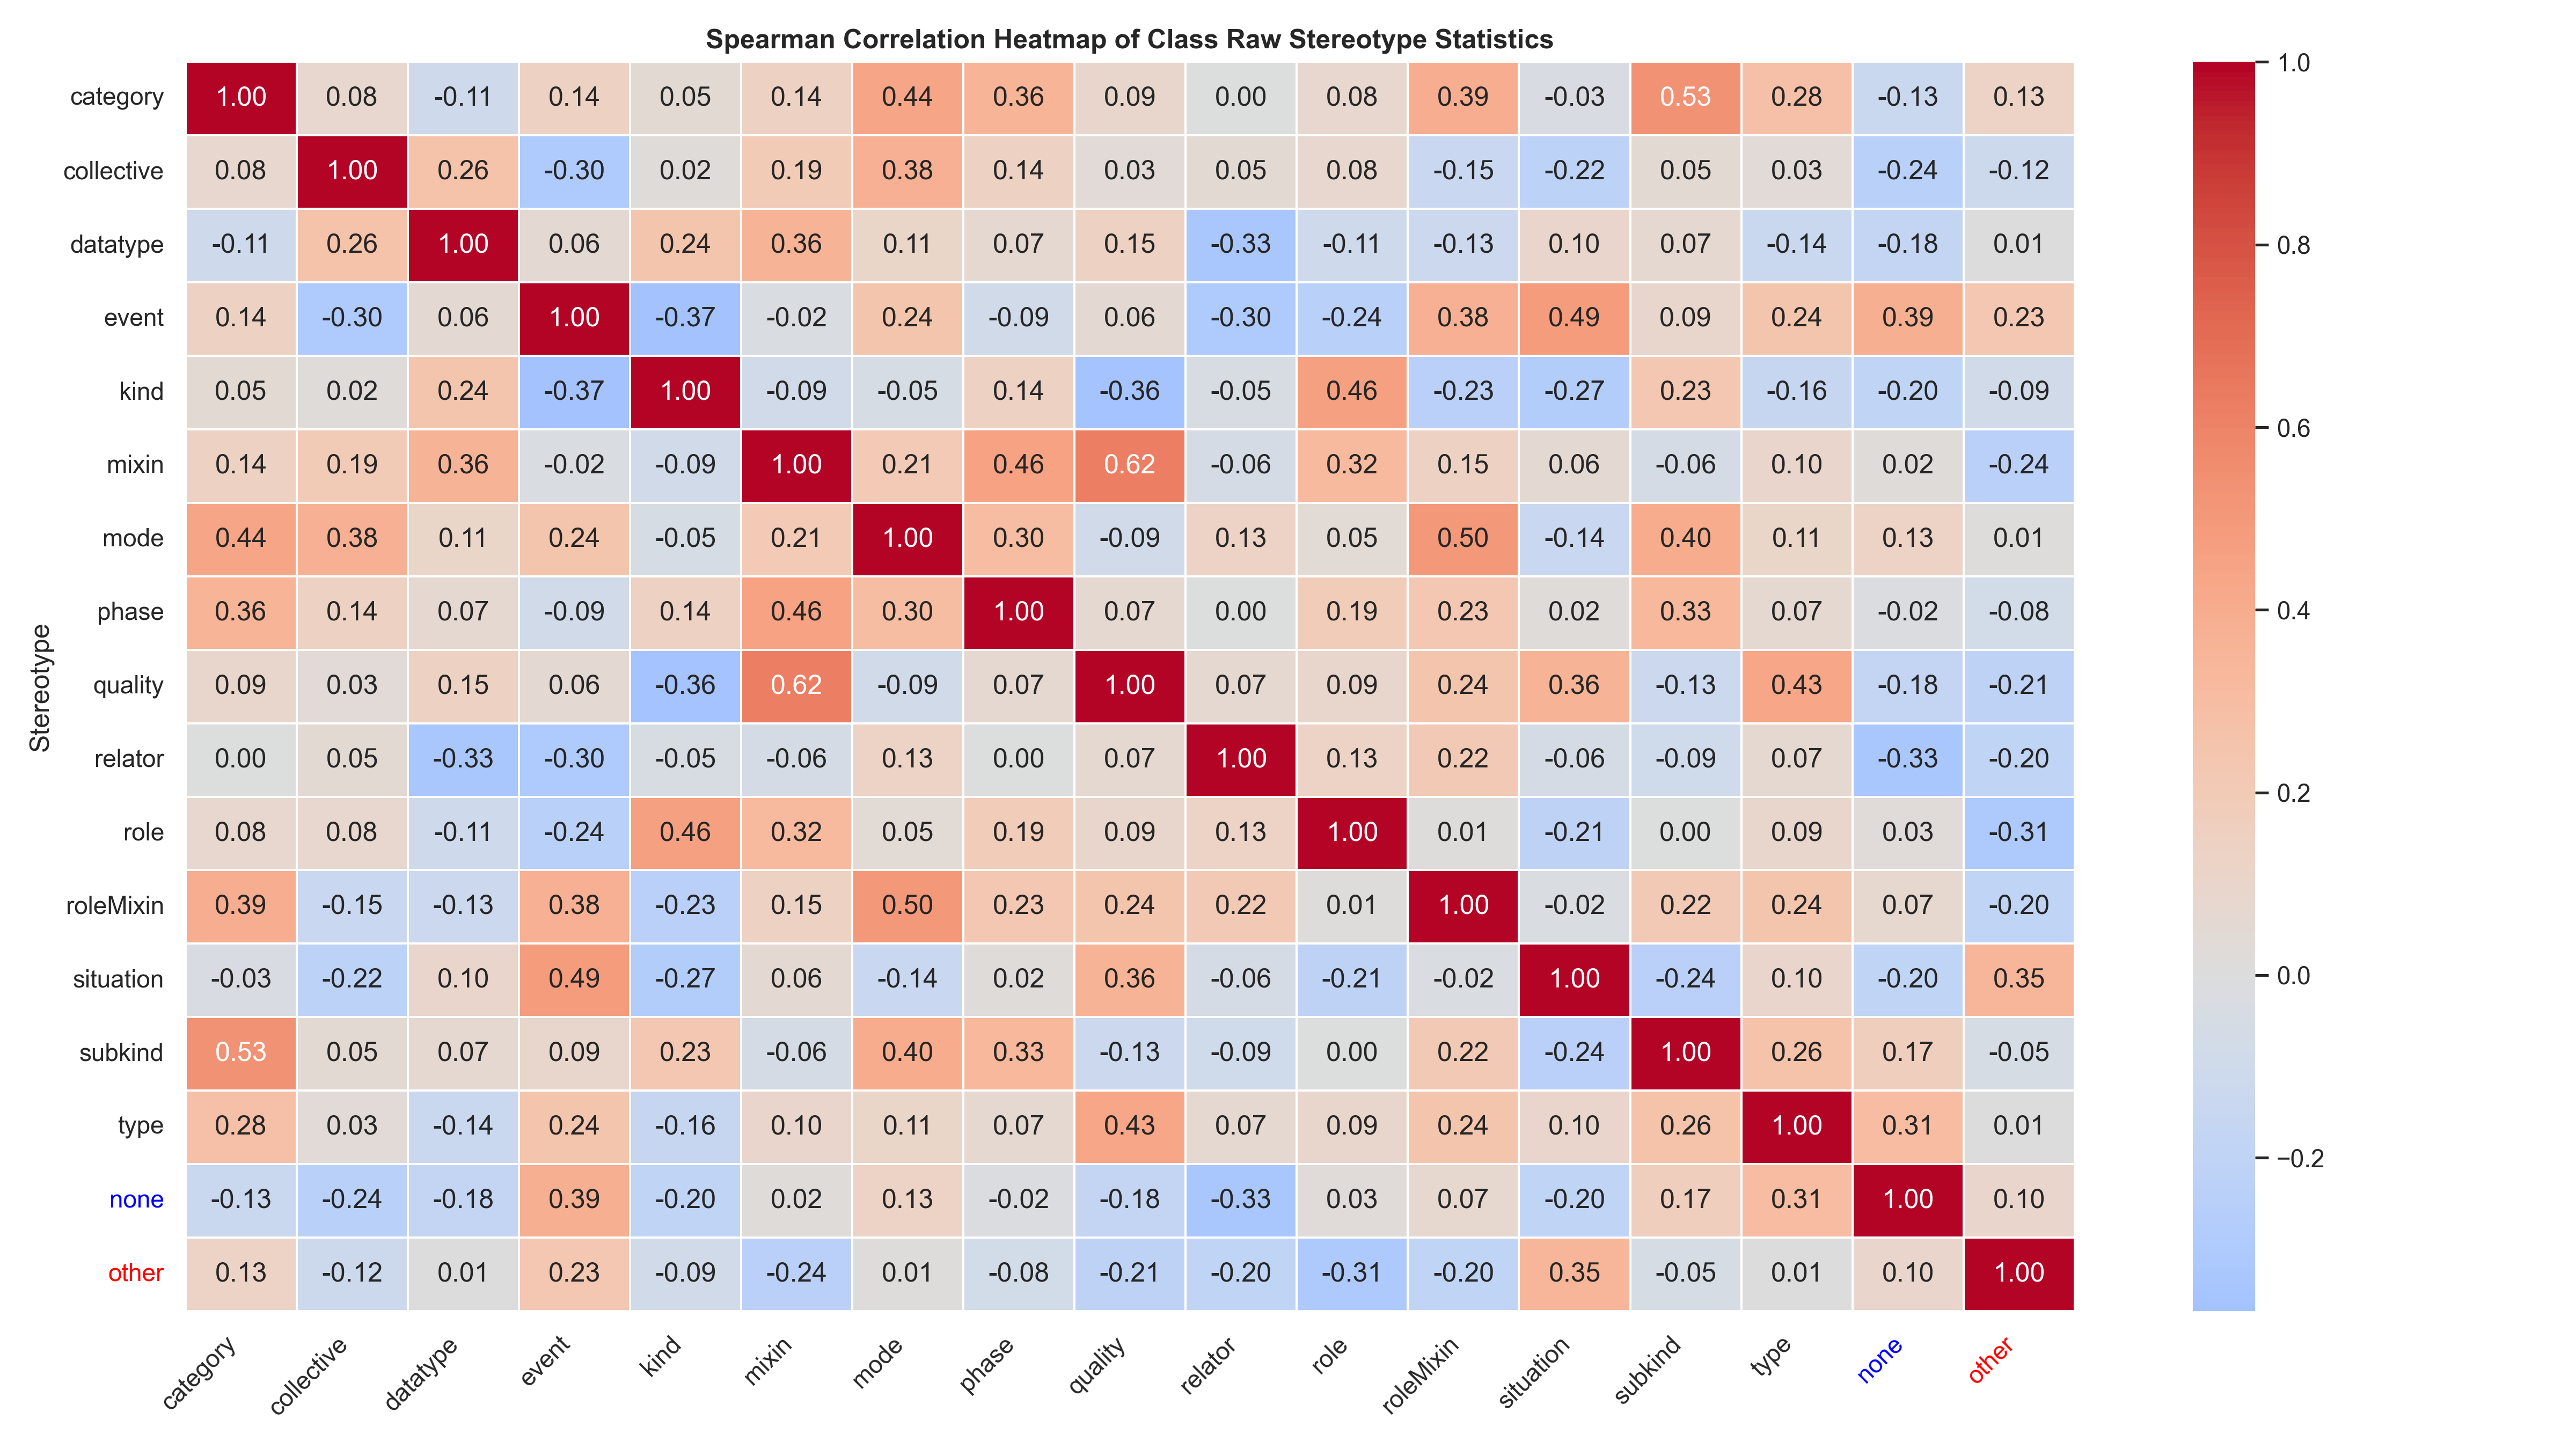 Spearman Correlation Heatmap of Class Raw Stereotype Statistics
category 1.00 0.08 -0.11 0.14 0.05 0.14 0.44 0.36 0.09 0.00 0.08 0.39 -0.03 0.53 0.28 -0.13 0.13
collective 0.08 1.00 0.26 -0.30 0.02 0.19 0.38 0.14 0.03 0.05 0.08 -0.15 -0.22 0.05 0.03 -0.24 -0.12
datatype -0.11 0.26 1.00 0.06 0.24 0.36 0.11 0.07 0.15 -0.33 -0.11 -0.13 0.10 0.07 -0.14 -0.18 0.01
event 0.14 -0.30 0.06 1.00 -0.37 -0.02 0.24 -0.09 0.06 -0.30 -0.24 0.38 0.49 0.09 0.24 0.39 0.23
kind 0.05 0.02 0.24 -0.37 1.00 -0.09 -0.05 0.14 -0.36 -0.05 0.46 -0.23 -0.27 0.23 -0.16 -0.20 -0.09
mixin 0.14 0.19 0.36 -0.02 -0.09 1.00 0.21 0.46 0.62 -0.06 0.32 0.15 0.06 -0.06 0.10 0.02 -0.24
mode 0.44 0.38 0.11 0.24 -0.05 0.21 1.00 0.30 -0.09 0.13 0.05 0.50 -0.14 0.40 0.11 0.13 0.01
phase 0.36 0.14 0.07 -0.09 0.14 0.46 0.30 1.00 0.07 0.00 0.19 0.23 0.02 0.33 0.07 -0.02 -0.08
quality 0.09 0.03 0.15 0.06 -0.36 0.62 -0.09 0.07 1.00 0.07 0.09 0.24 0.36 -0.13 0.43 -0.18 -0.21
relator 0.00 0.05 -0.33 -0.30 -0.05 -0.06 0.13 0.00 0.07 1.00 0.13 0.22 -0.06 -0.09 0.07 -0.33 -0.20
role 0.08 0.08 -0.11 -0.24 0.46 0.32 0.05 0.19 0.09 0.13 1.00 0.01 -0.21 0.00 0.09 0.03 -0.31
roleMixin 0.39 -0.15 -0.13 0.38 -0.23 0.15 0.50 0.23 0.24 0.22 0.01 1.00 -0.02 0.22 0.24 0.07 -0.20
situation -0.03 -0.22 0.10 0.49 -0.27 0.06 -0.14 0.02 0.36 -0.06 -0.21 -0.02 1.00 -0.24 0.10 -0.20 0.35
subkind 0.53 0.05 0.07 0.09 0.23 -0.06 0.40 0.33 -0.13 -0.09 0.00 0.22 -0.24 1.00 0.26 0.17 -0.05
type 0.28 0.03 -0.14 0.24 -0.16 0.10 0.11 0.07 0.43 0.07 0.09 0.24 0.10 0.26 1.00 0.31 0.01
none -0.13 -0.24 -0.18 0.39 -0.20 0.02 0.13 -0.02 -0.18 -0.33 0.03 0.07 -0.20 0.17 0.31 1.00 0.10
other 0.13 -0.12 0.01 0.23 -0.09 -0.24 0.01 -0.08 -0.21 -0.20 -0.31 -0.20 0.35 -0.05 0.01 0.10 1.00
category collective datatype event kind mixin mode phase quality relator role roleMixin situation subkind type none other
Stereotype
1.0
0.8
0.6
0.4
0.2
0.0
−0.2